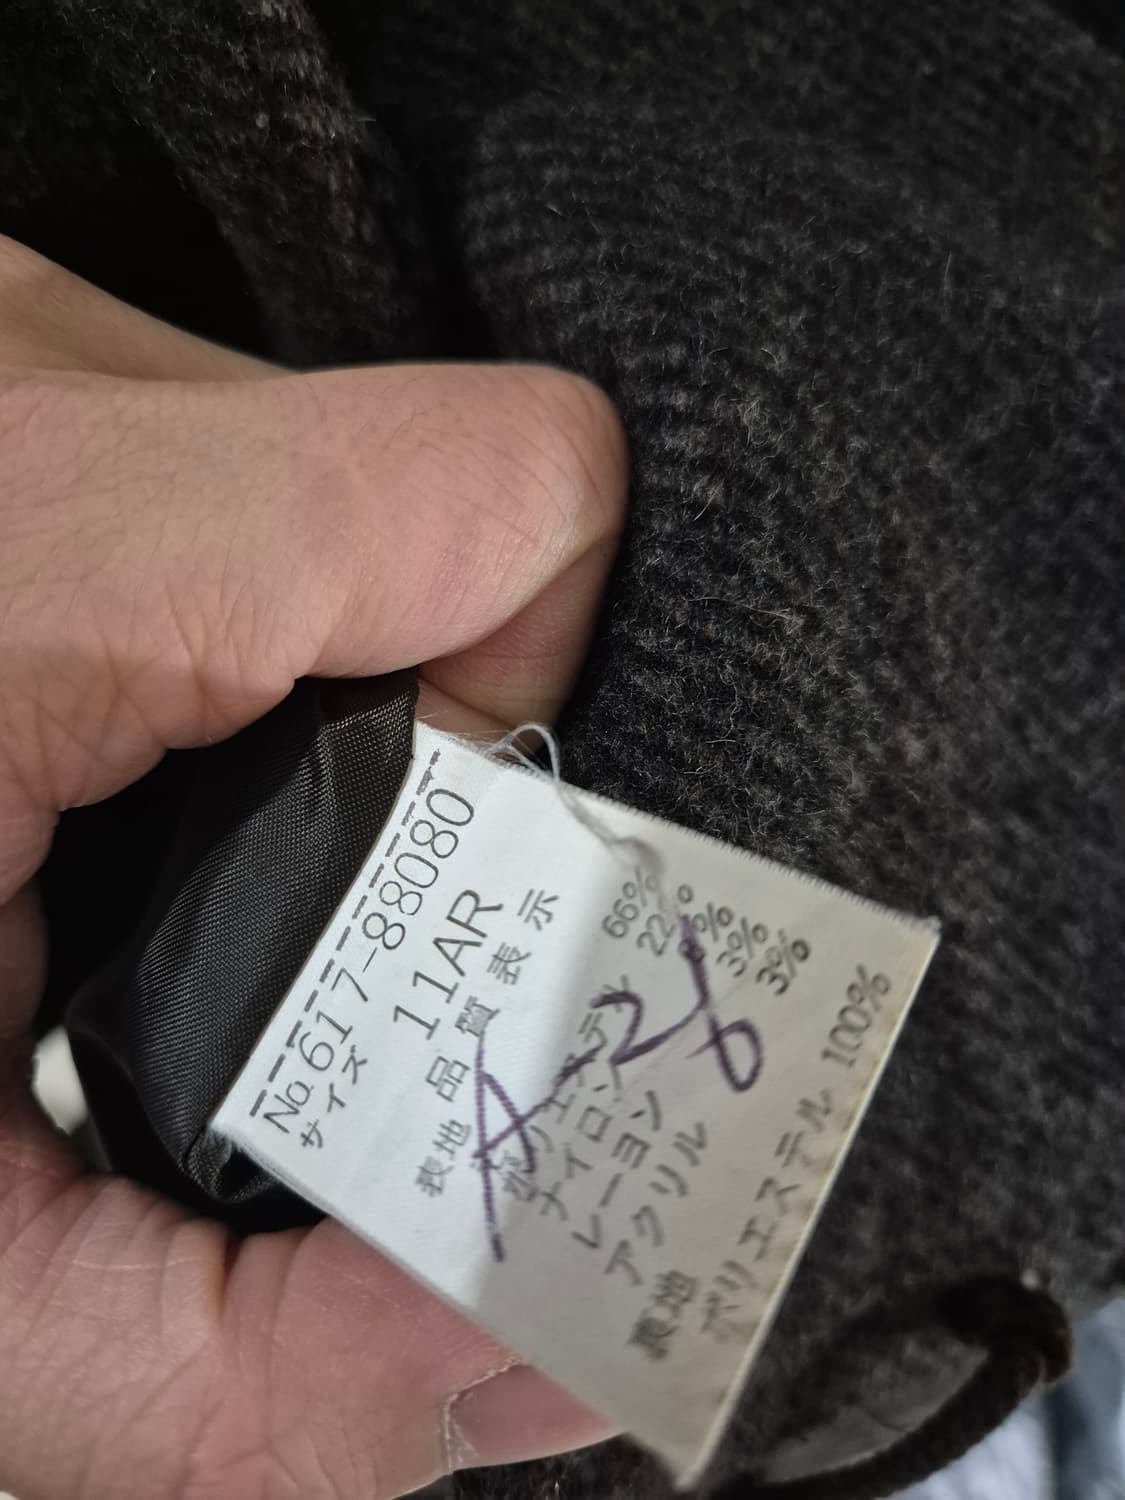 No.617-88080
サイズ 11AR
品質表示
表地
66%
ポリエステル 22%
ナイロン
レーヨン 3%
アクリル 3%
裏地
ポリエステル 100%